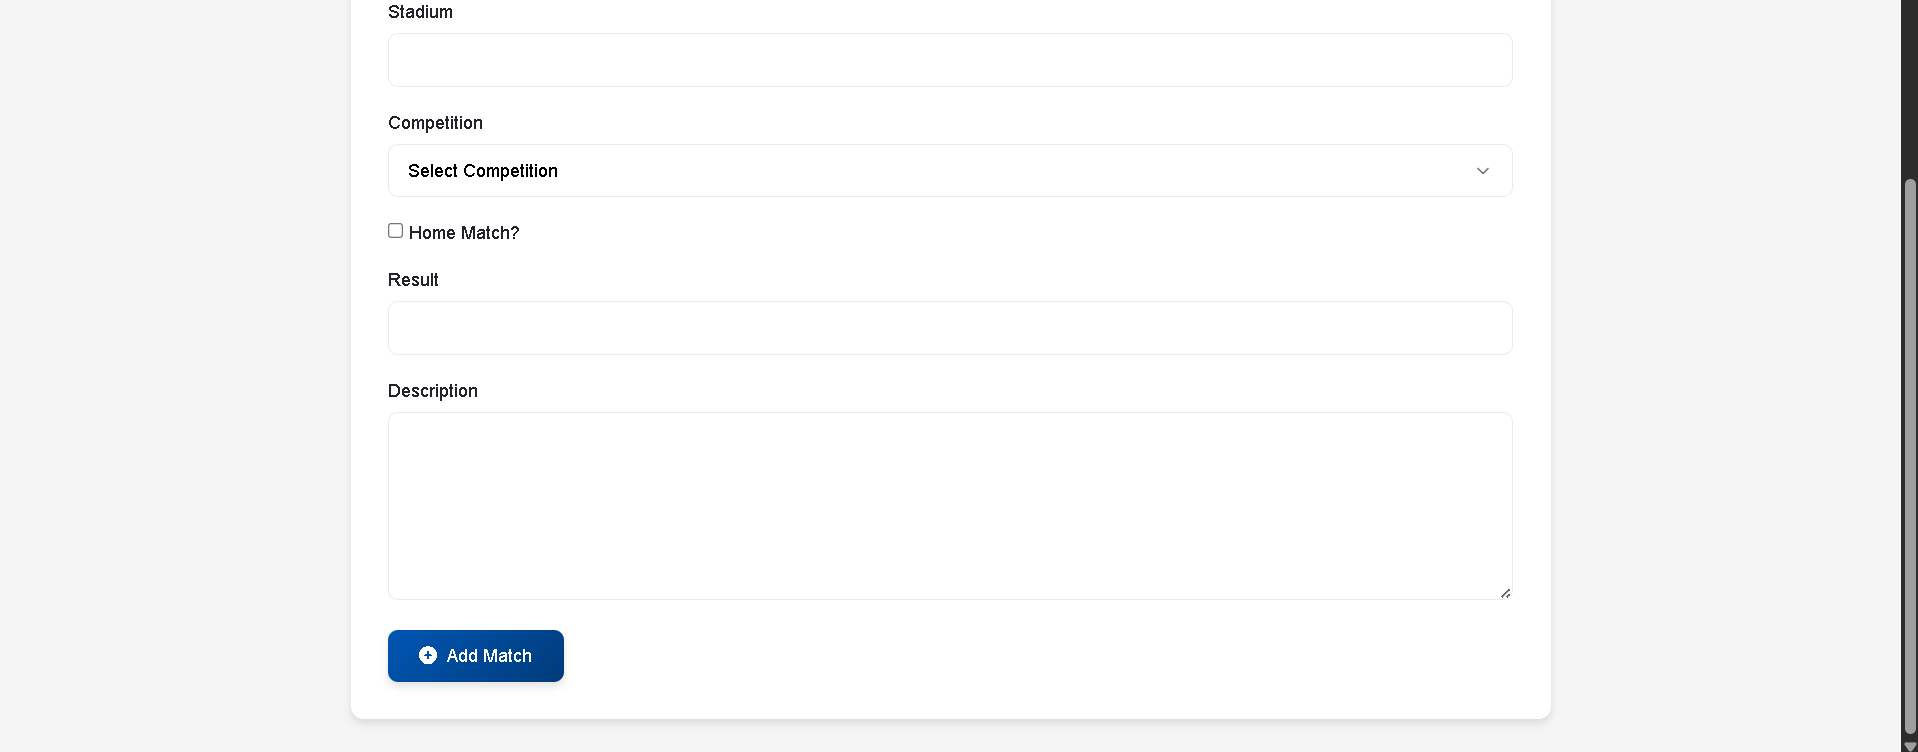 Stadium
Competition
Select Competition
Home Match?
Result
Description
Add Match